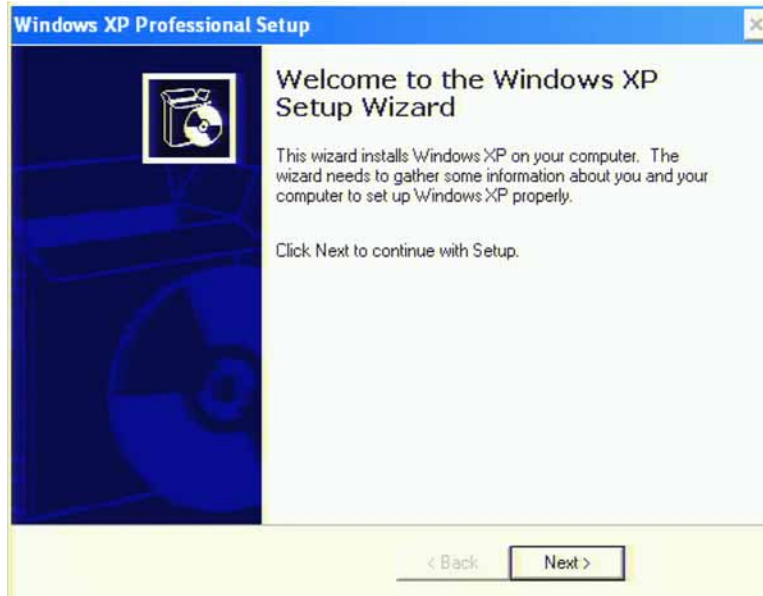 Windows XP Professional Setup
Welcome to the Windows XP
Setup Wizard
This wizard installs Windows XP on your computer. The
wizard needs to gather some information about you and your
computer to set up Windows XP properly.
Click Next to continue with Setup.
< Back
Next >